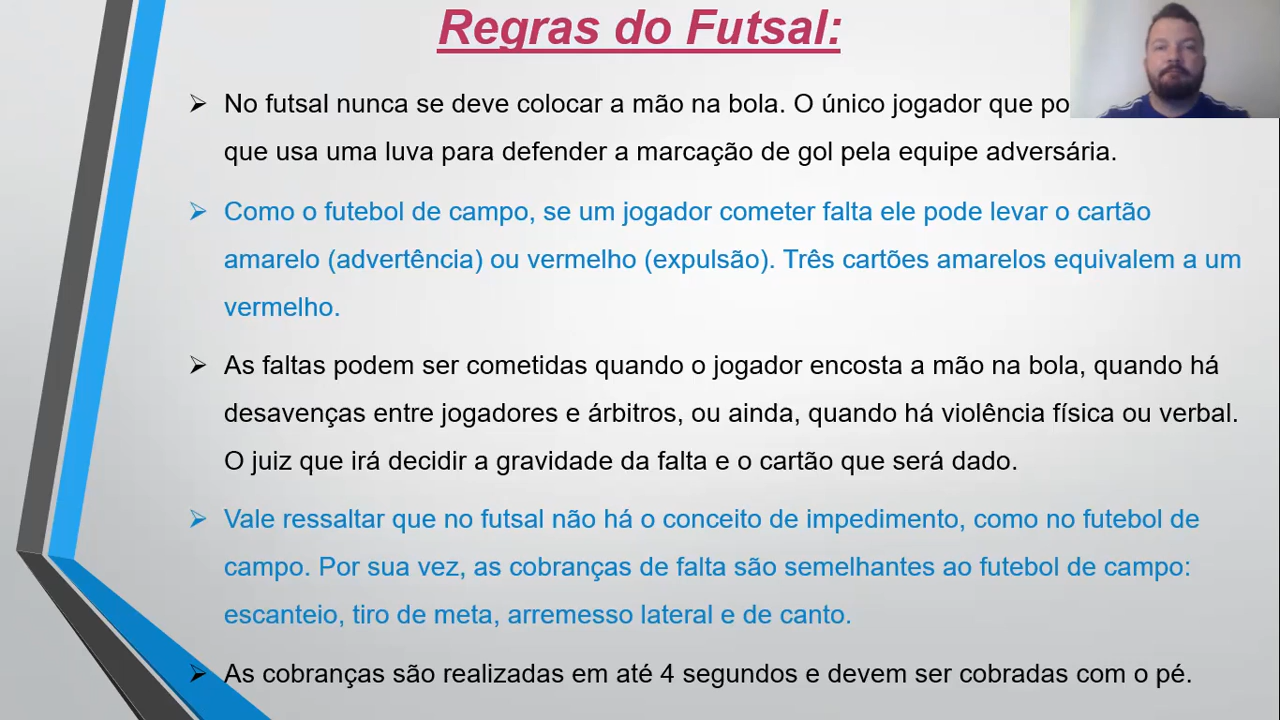 Regras do Futsal:
No futsal nunca se deve colocar a mão na bola. O único jogador que po
que usa uma luva para defender a marcação de gol pela equipe adversária.
Como o futebol de campo, se um jogador cometer falta ele pode levar o cartão
amarelo (advertência) ou vermelho (expulsão). Três cartões amarelos equivalem a um
vermelho.
As faltas podem ser cometidas quando o jogador encosta a mão na bola, quando há
desavenças entre jogadores e árbitros, ou ainda, quando há violência física ou verbal.
O juiz que irá decidir a gravidade da falta e o cartão que será dado.
Vale ressaltar que no futsal não há o conceito de impedimento, como no futebol de
campo. Por sua vez, as cobranças de falta são semelhantes ao futebol de campo:
escanteio, tiro de meta, arremesso lateral e de canto.
As cobranças são realizadas em até 4 segundos e devem ser cobradas com o pé.